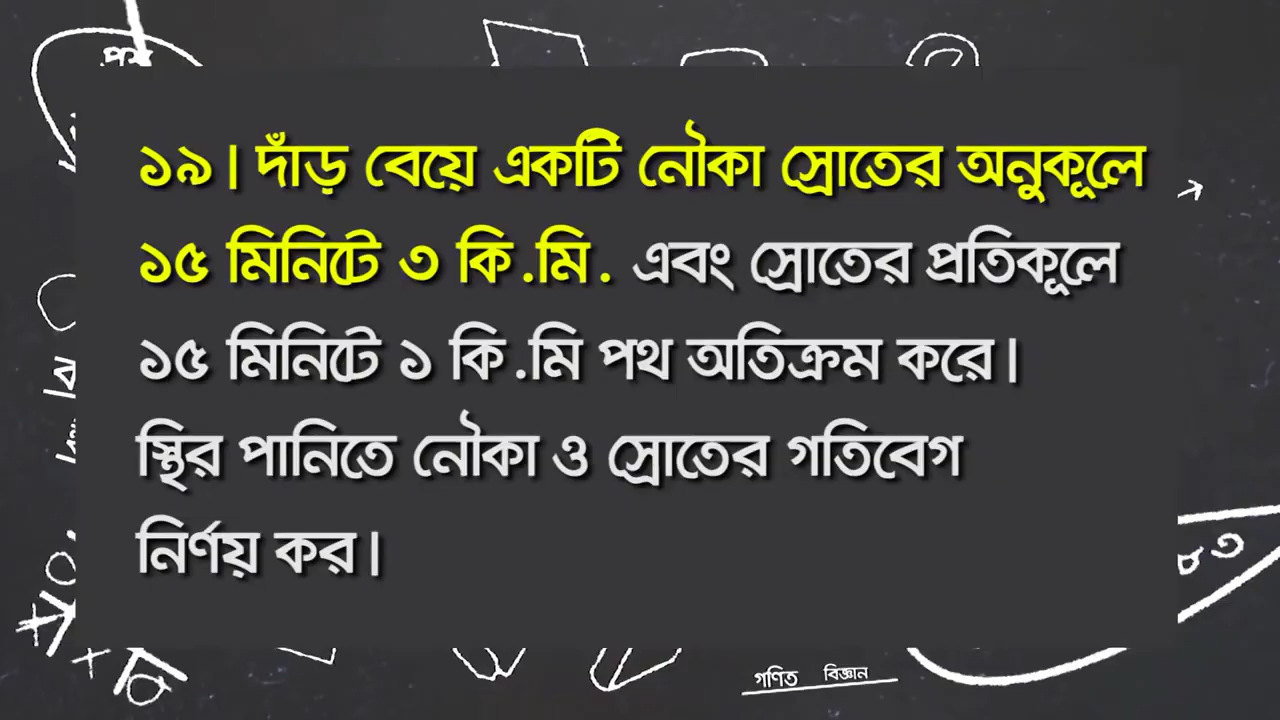 ১৯। দাঁড় বেয়ে একটি নৌকা স্রোতের অনুকূলে
১৫ মিনিটে ৩ কি.মি. এবং স্রোতের প্রতিকূলে
১৫ মিনিটে ১ কি.মি পথ অতিক্রম করে।
স্থির পানিতে নৌকা ও স্রোতের গতিবেগ
নির্ণয় কর।
গণিত বিজ্ঞান